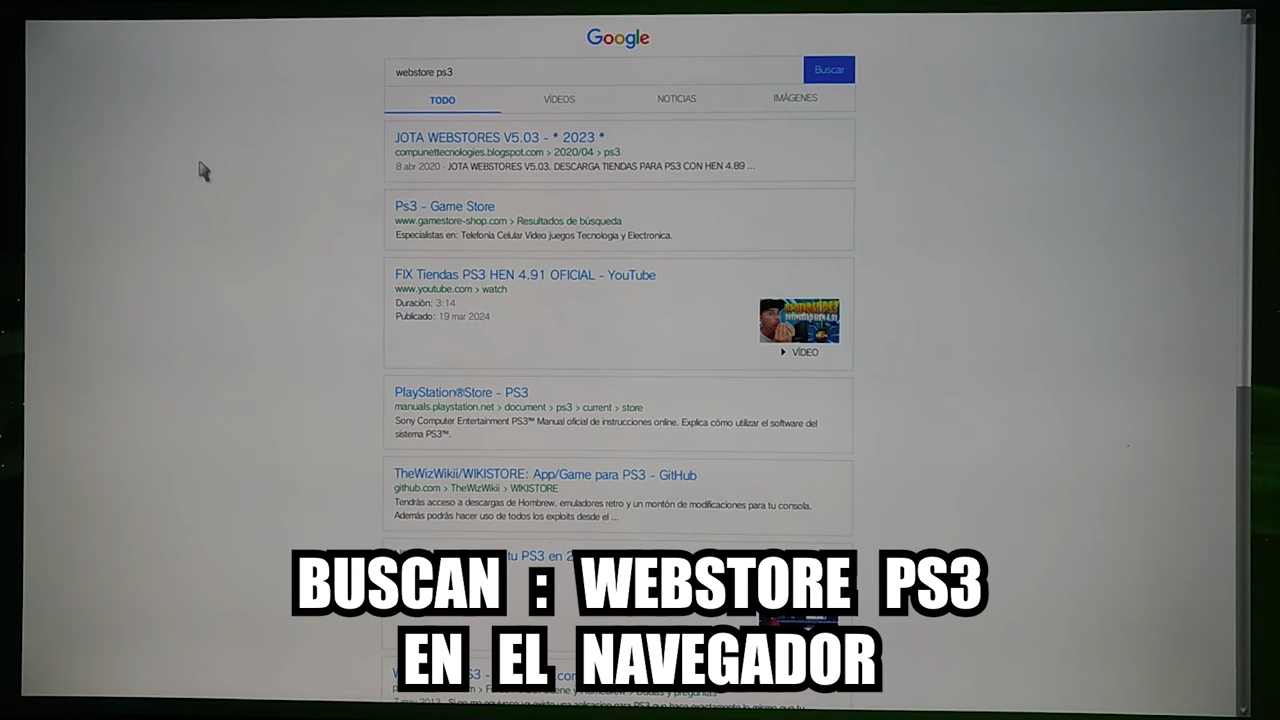 Google
webstore ps3
Buscar
TODO
VÍDEOS
NOTICIAS
IMÁGENES
JOTA WEBSTORES V5.03 - * 2023 *
compunettecnologies.blogspot.com › 2020/04 › ps3
8 abr 2020 · JOTA WEBSTORES V5.03. DESCARGA TIENDAS PARA PS3 CON HEN 4.89 ...
Ps3 - Game Store
www.gamestore-shop.com › Resultados de búsqueda
Especialistas en: Telefonía Celular Video juegos Tecnología y Electronica.
FIX Tiendas PS3 HEN 4.91 OFICIAL - YouTube
www.youtube.com › watch
Duración: 3:14
Publicado: 19 mar 2024
VÍDEO
PlayStation®Store - PS3
manuals.playstation.net › document › ps3 › current › store
Sony Computer Entertainment PS3™ Manual oficial de instrucciones online. Explica cómo utilizar el software del
sistema PS3™.
TheWizWikii/WIKISTORE: App/Game para PS3 - GitHub
github.com › TheWizWikii › WIKISTORE
Tendrás acceso a descargas de Hombrew, emuladores retro y un montón de modificaciones para tu consola.
Además podrás hacer uso de todos los exploits desde el ...
tu PS3 en
BUSCAN : WEBSTORE PS3
EN EL NAVEGADOR